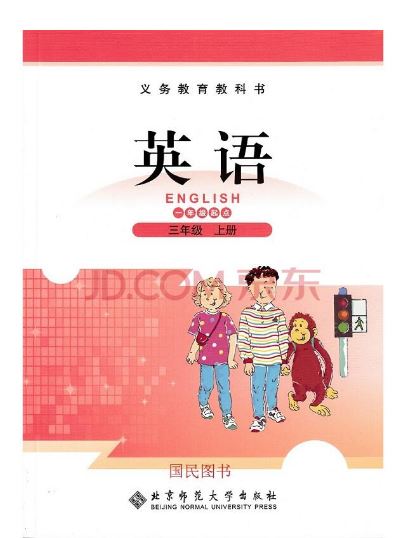 义务教育教科书
英语
ENGLISH
一年级起点
三年级 上册
JD.COM 京东
国民图书
北京师范大学出版社
BEIJING NORMAL UNIVERSITY PRESS